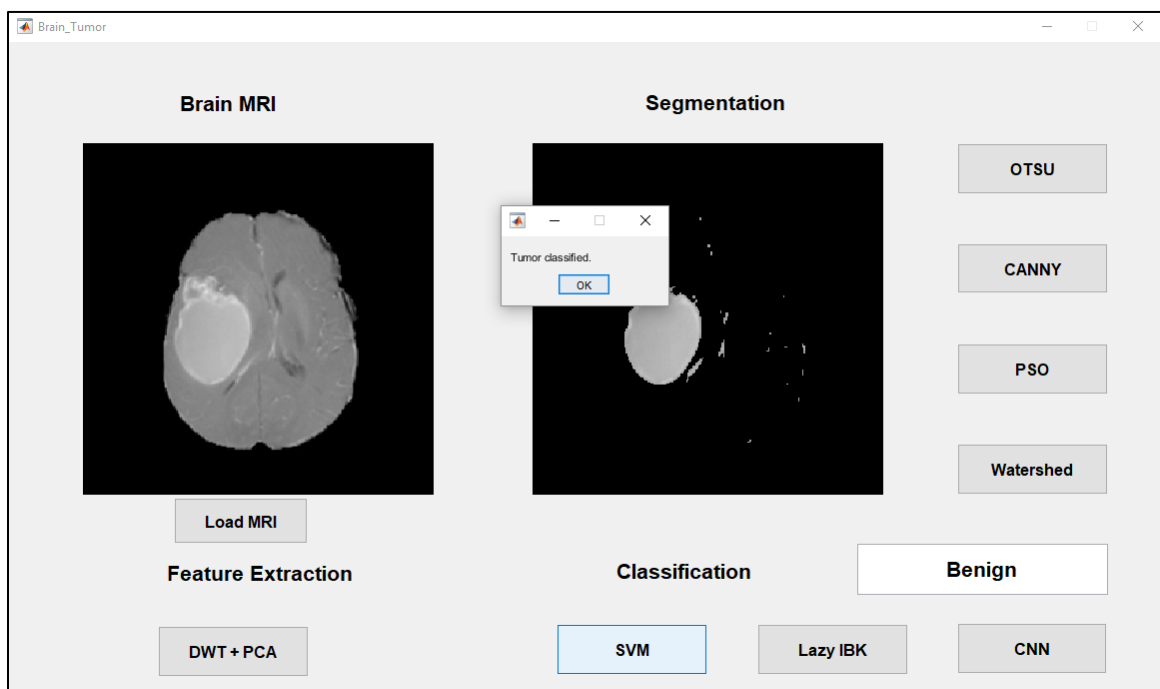 Brain_Tumor
Brain MRI
Segmentation
OTSU
Tumor classified.
OK
CANNY
PSO
Watershed
Load MRI
Feature Extraction
Classification
Benign
DWT + PCA
SVM
Lazy IBK
CNN